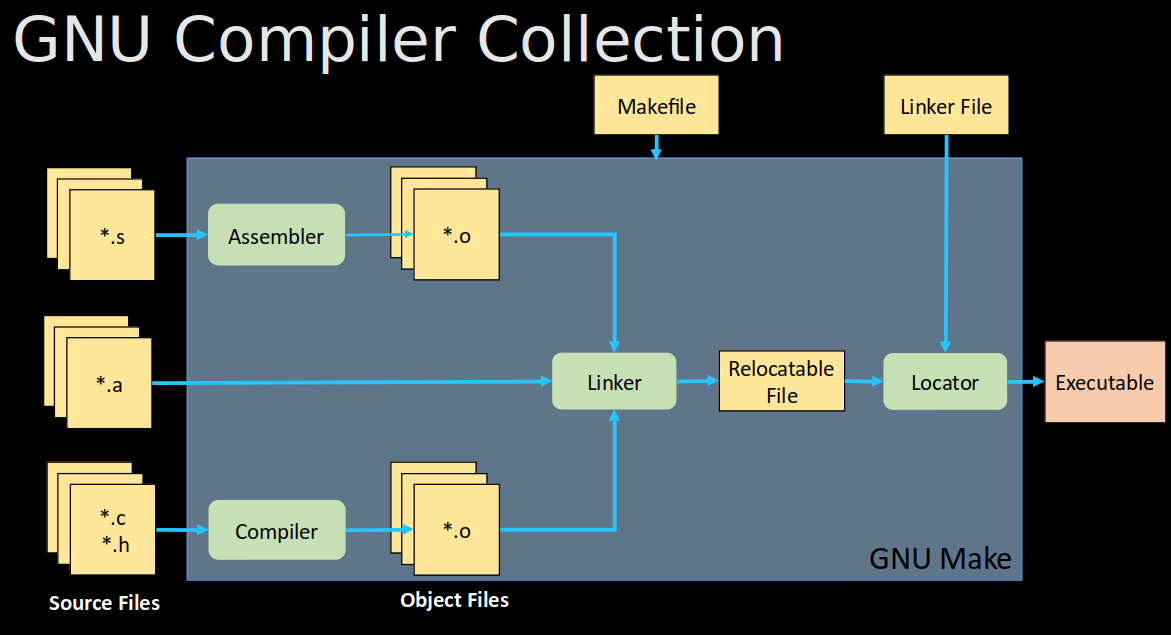 GNU Compiler Collection
Makefile
Linker File
*.s
Assembler
*.o
*.a
Linker
Relocatable
File
Locator
Executable
*.c
*.h
Compiler
*.o
GNU Make
Source Files
Object Files